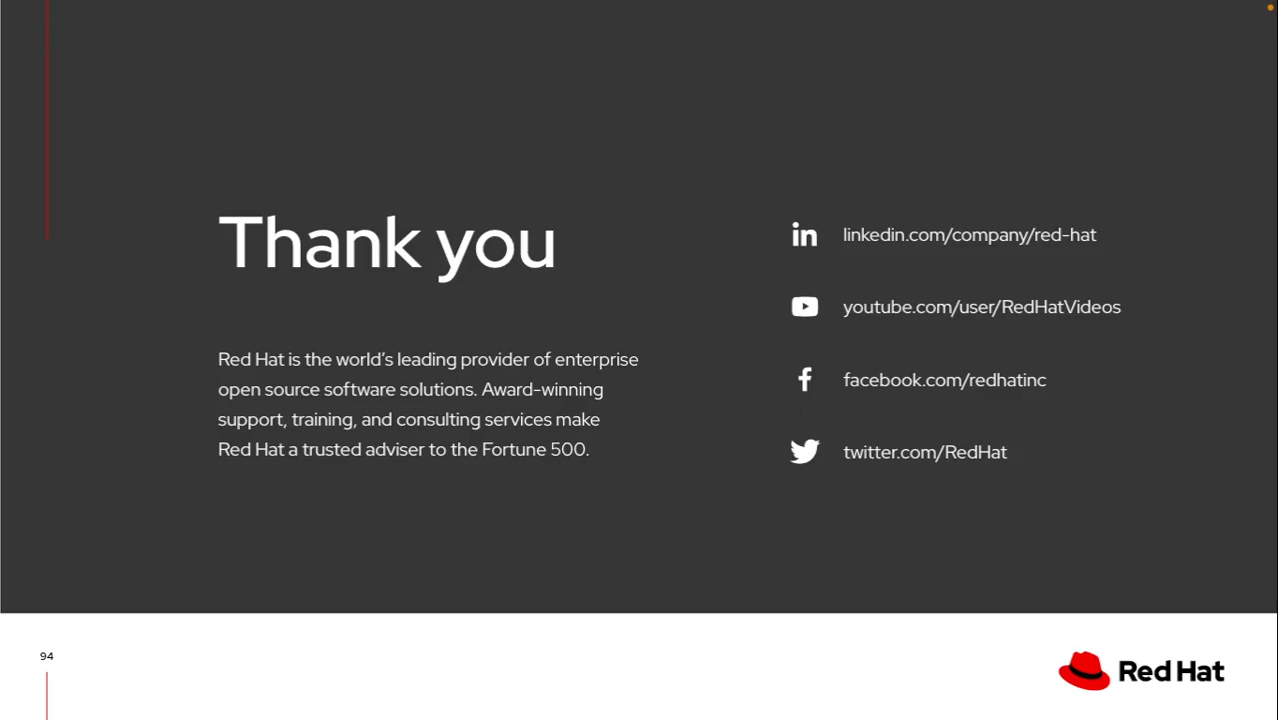 Thank you
Red Hat is the world’s leading provider of enterprise
open source software solutions. Award-winning
support, training, and consulting services make
Red Hat a trusted adviser to the Fortune 500.
linkedin.com/company/red-hat
youtube.com/user/RedHatVideos
facebook.com/redhatinc
twitter.com/RedHat
94
Red Hat